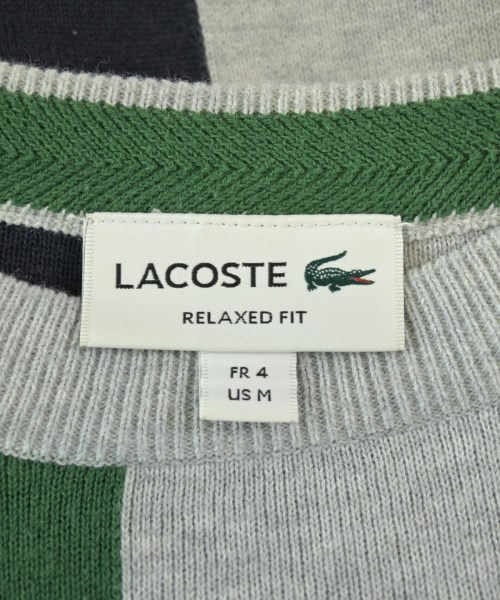 LACOSTE
RELAXED FIT
FR 4
US M